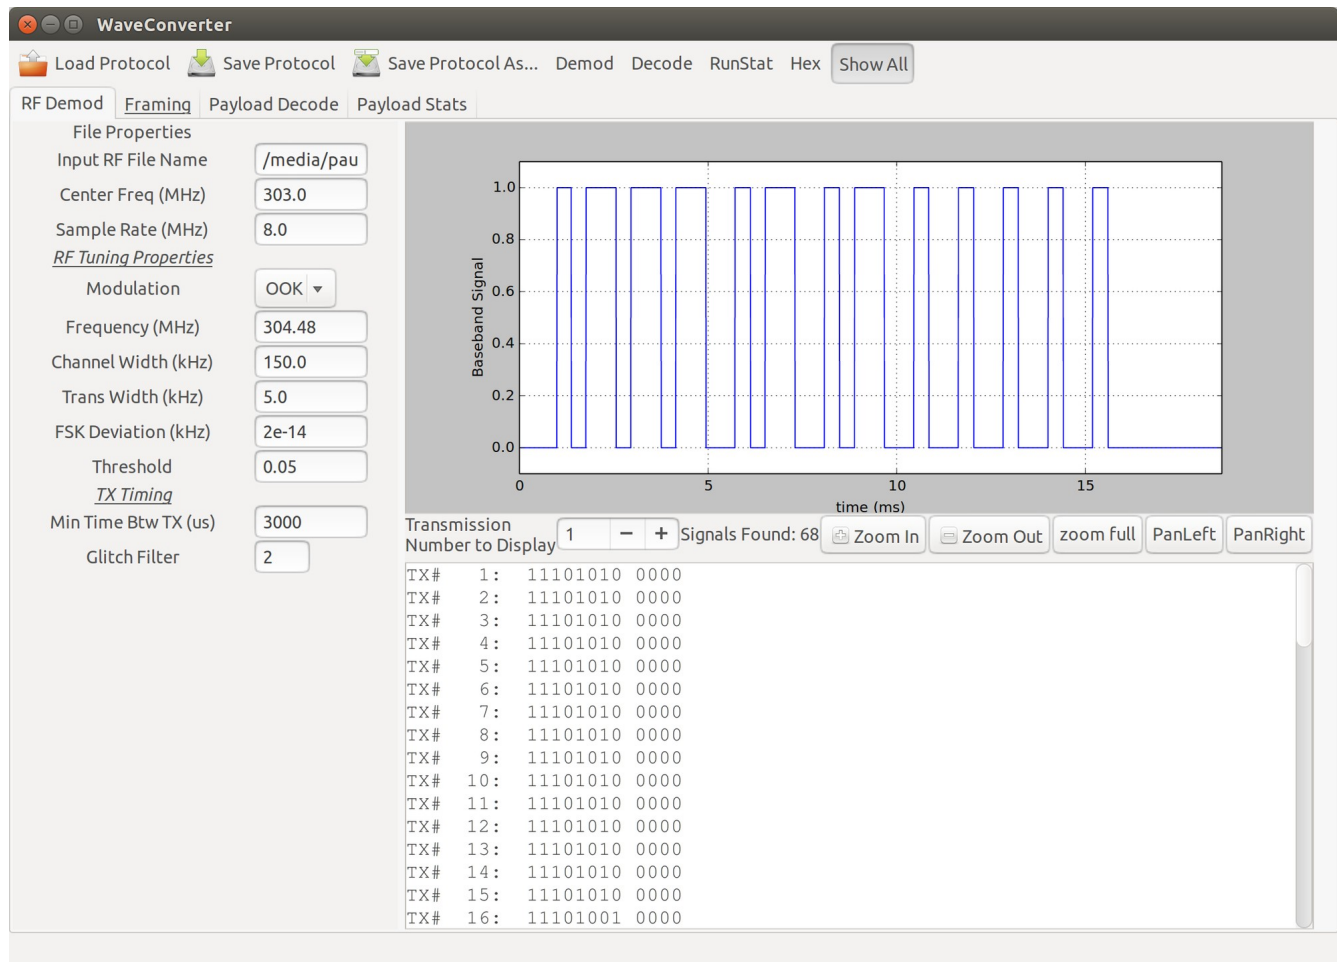 WaveConverter
Load Protocol Save Protocol Save Protocol As... Demod Decode RunStat Hex Show All
RF Demod Framing Payload Decode Payload Stats
File Properties
Input RF File Name /media/pau
Center Freq (MHz) 303.0
Sample Rate (MHz) 8.0
RF Tuning Properties
Modulation OOK
Frequency (MHz) 304.48
Channel Width (kHz) 150.0
Trans Width (kHz) 5.0
FSK Deviation (kHz) 2e-14
Threshold 0.05
TX Timing
Min Time Btw TX (us) 3000
Glitch Filter 2
Baseband Signal
1.0
0.8
0.6
0.4
0.2
0.0
0 5 10 15
time (ms)
Transmission
Number to Display 1 − + Signals Found: 68 Zoom In Zoom Out zoom full PanLeft PanRight
TX# 1: 11101010 0000
TX# 2: 11101010 0000
TX# 3: 11101010 0000
TX# 4: 11101010 0000
TX# 5: 11101010 0000
TX# 6: 11101010 0000
TX# 7: 11101010 0000
TX# 8: 11101010 0000
TX# 9: 11101010 0000
TX# 10: 11101010 0000
TX# 11: 11101010 0000
TX# 12: 11101010 0000
TX# 13: 11101010 0000
TX# 14: 11101010 0000
TX# 15: 11101010 0000
TX# 16: 11101001 0000